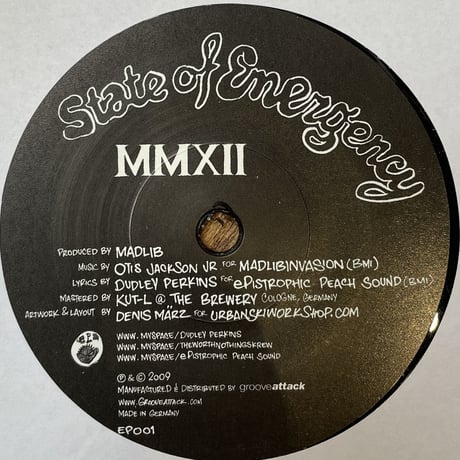 State of Emergency
MMXII
PRODUCED BY MADLIB
MUSIC BY OTIS JACKSON JR FOR MADLIBINVASION (BMI)
LYRICS BY DUDLEY PERKINS FOR EPISTROPHIC PEACH SOUND (BMI)
MASTERED BY KUT-L @ "THE BREWERY COLOGNE, GERMANY
ARTWORK & LAYOUT BY DENIS MÄRZ FOR URBANSKIWORKSHOP.COM
WWW.MYSPACE/DUDLEY PERKINS
WWW.MYSPACE/THEWORTHNOTHINGSKREW
WWW.MYSPACE/EPISTROPHIC PEACH SOUND
℗ & © 2009
MANUFACTURED & DISTRIBUTED BY grooveattack
WWW.GROOVEATTACK.COM
MADE IN GERMANY
EP001